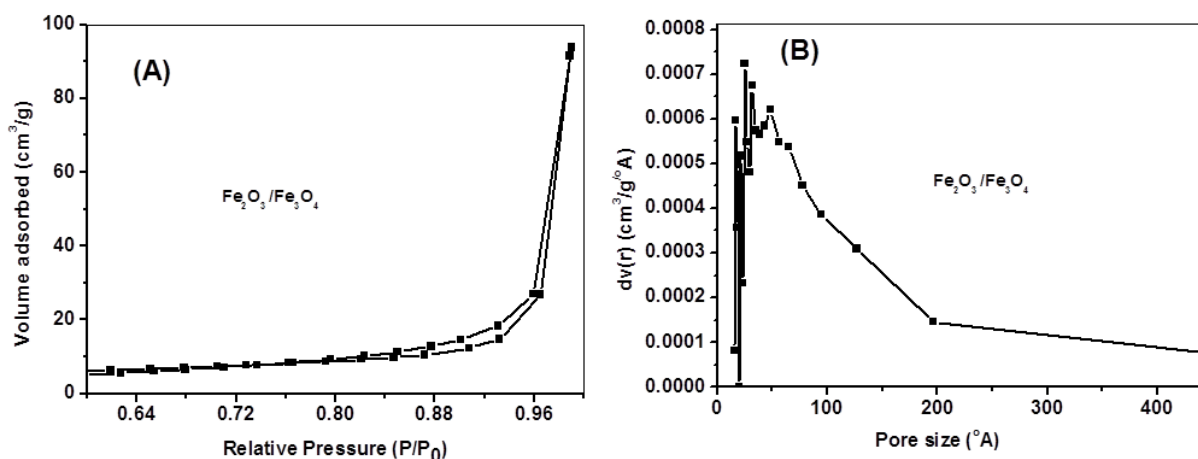 100
80
60
40
20
0
Volume adsorbed (cm³/g)
(A)
Fe₂O₃ /Fe₃O₄
0.64 0.72 0.80 0.88 0.96
Relative Pressure (P/P₀)
0.0008
0.0007
0.0006
0.0005
0.0004
0.0003
0.0002
0.0001
0.0000
dv(r) (cm³/g/°A)
(B)
Fe₂O₃ /Fe₃O₄
0 100 200 300 400
Pore size (°A)